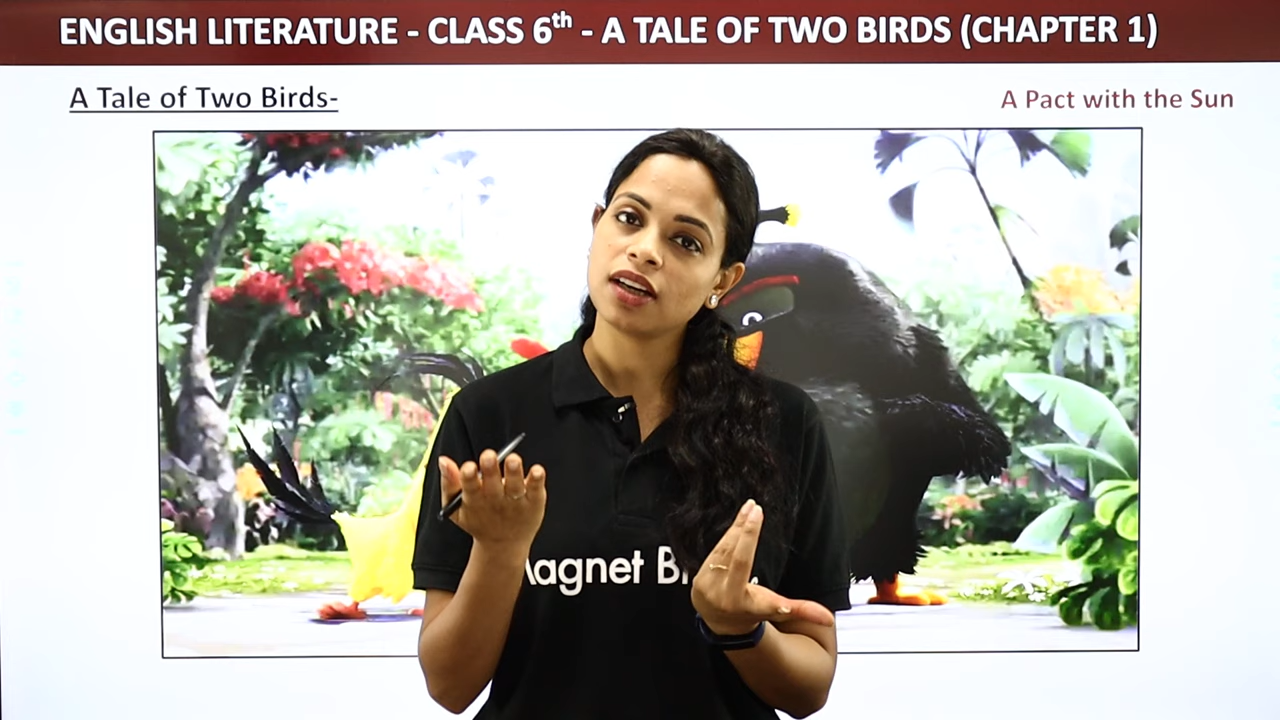 ENGLISH LITERATURE - CLASS 6th - A TALE OF TWO BIRDS (CHAPTER 1)
A Tale of Two Birds-
A Pact with the Sun